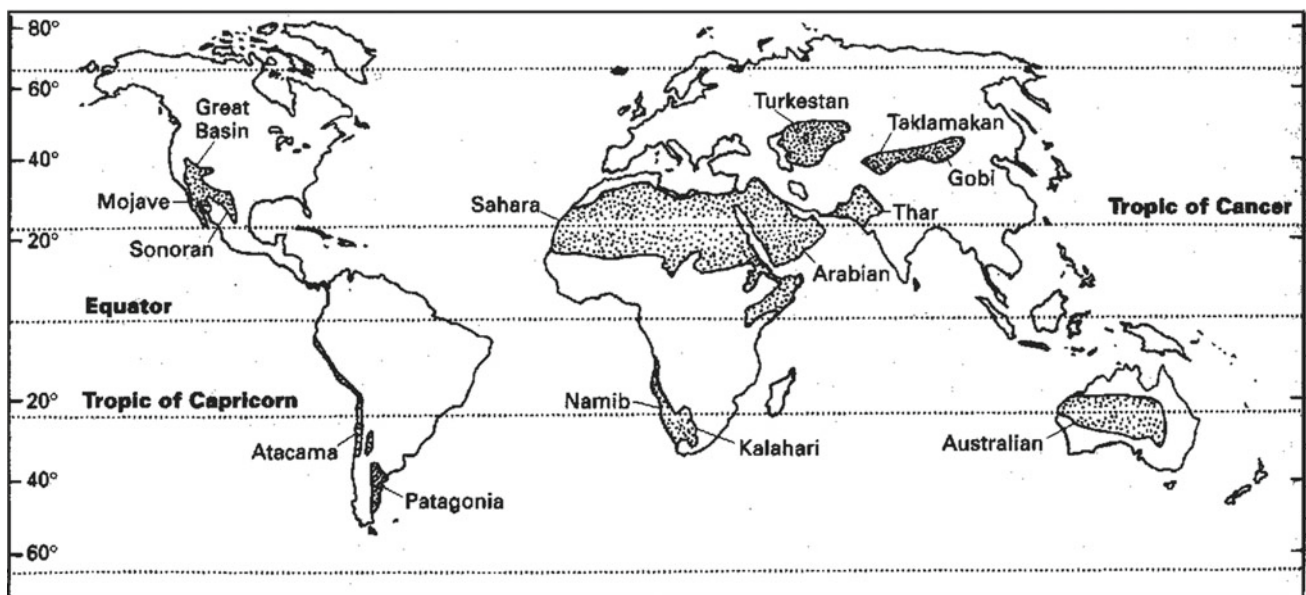 80°
60°
40°
20°
20°
40°
60°
Great
Basin
Mojave
Sonoran
Turkestan
Taklamakan
Gobi
Sahara
Thar
Tropic of Cancer
Arabian
Equator
Tropic of Capricorn
Namib
Atacama
Kalahari
Australian
Patagonia